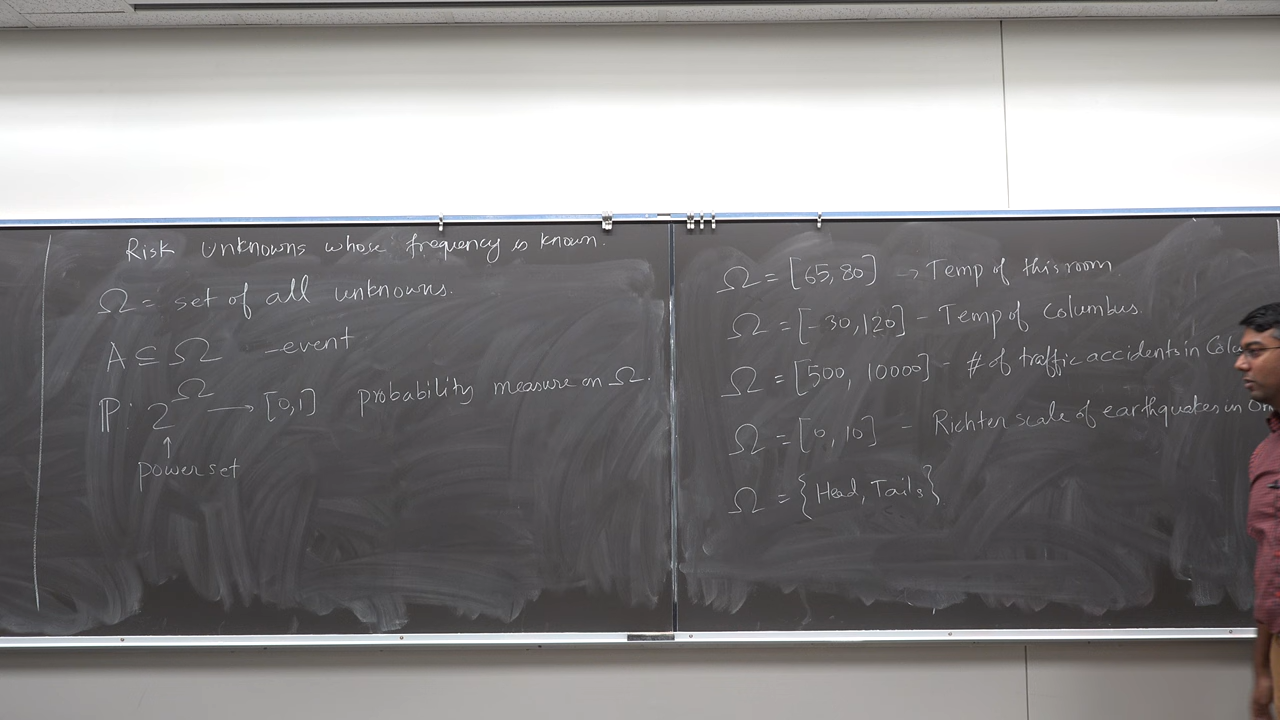 Risk unknowns whose frequency is known.
Ω = set of all unknowns.
A ⊆ Ω - event
ℙ: 2^Ω → [0,1] probability measure on Ω.
↑
power set
Ω = [65, 80] → Temp of this room.
Ω = [-30, 120] - Temp of Columbus.
Ω = [500, 10000] - # of traffic accidents in
Ω = [0, 10] - Richter scale of earthquakes in
Ω = {Head, Tails}